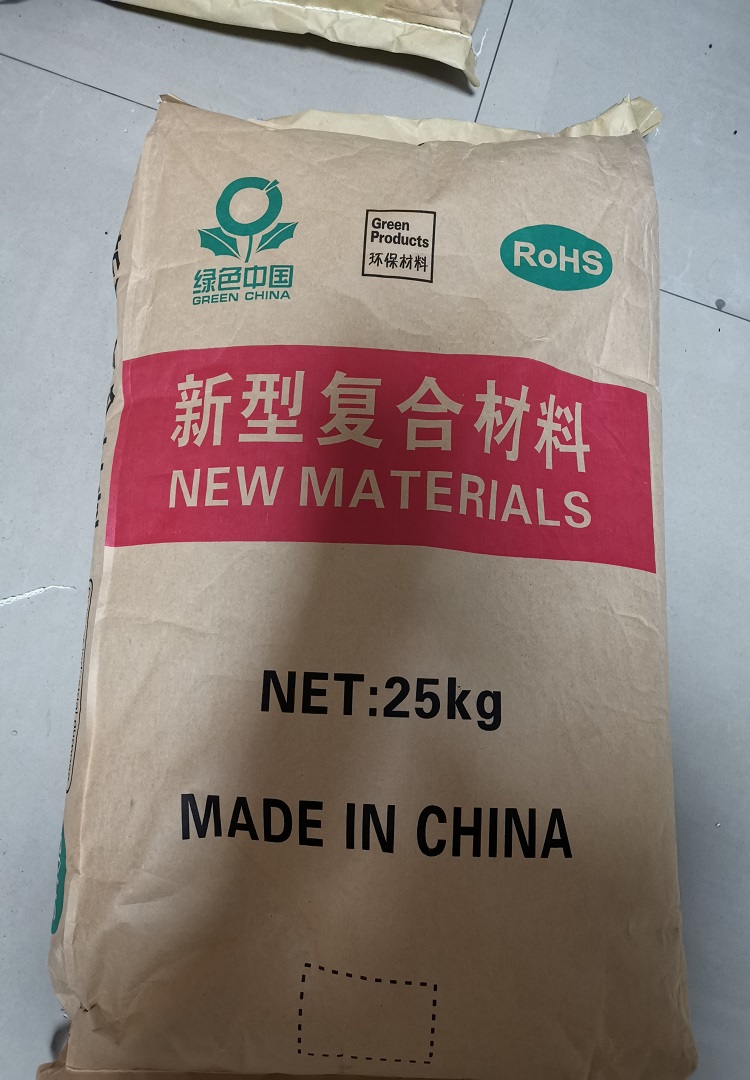 绿色中国
GREEN CHINA
Green
Products
环保材料
RoHS
新型复合材料
NEW MATERIALS
NET:25kg
MADE IN CHINA